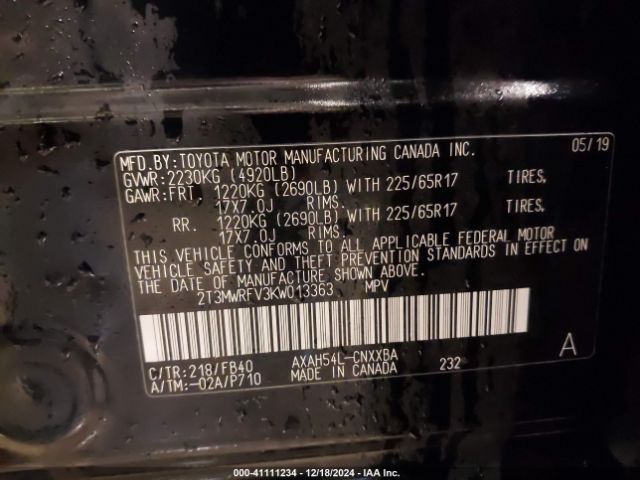 MFD.BY:TOYOTA MOTOR MANUFACTURING CANADA INC. 05/19
GVWR:2230KG (4920LB)
GAWR:FRT 1220KG (2690LB) WITH 225/65R17 TIRES,
17X7.0J RIMS.
RR. 1220KG (2690LB) WITH 225/65R17 TIRES,
17X7.0J RIMS.
THIS VEHICLE CONFORMS TO ALL APPLICABLE FEDERAL MOTOR
VEHICLE SAFETY AND THEFT PREVENTION STANDARDS IN EFFECT ON
THE DATE OF MANUFACTURE SHOWN ABOVE.
2T3MWRFV3KW013363 MPV
A
C/TR:218/FB40 AXAH54L-CNXXBA 232
A/TM:-02A/P710 MADE IN CANADA
000-41111234 - 12/18/2024 - IAA Inc.